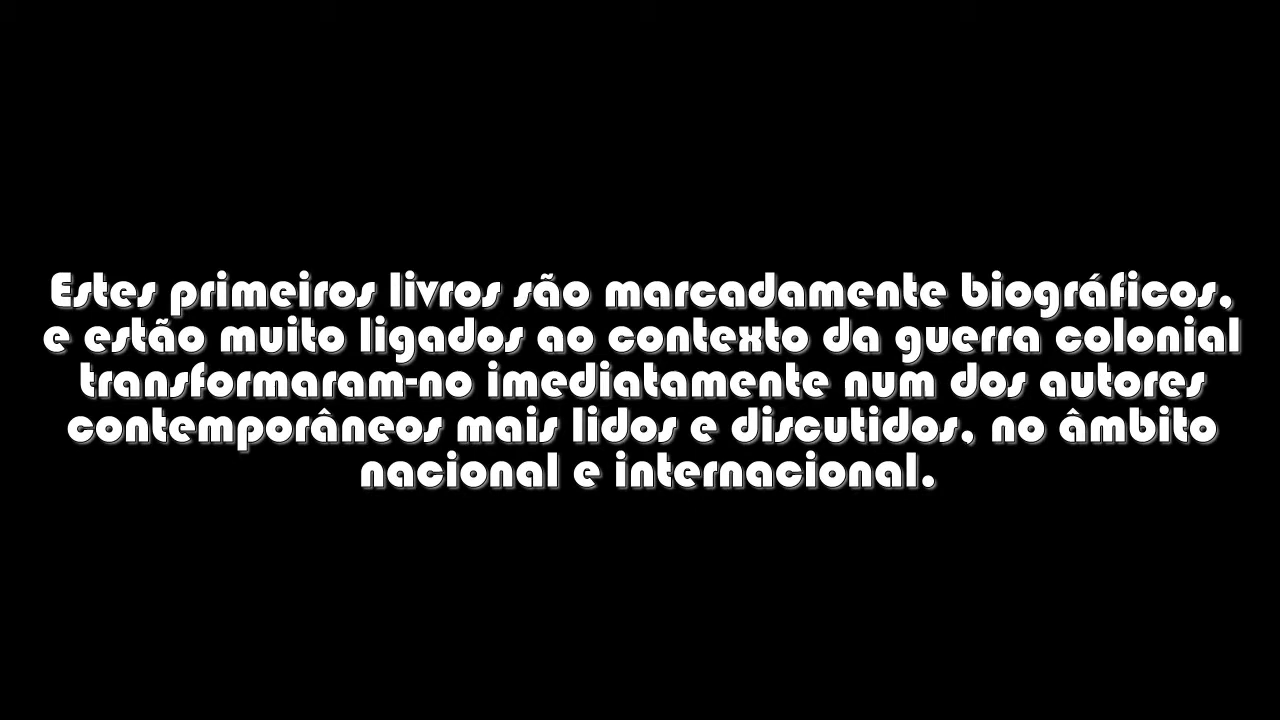 Estes primeiros livros são marcadamente biográficos,
e estão muito ligados ao contexto da guerra colonial
transformaram-no imediatamente num dos autores
contemporâneos mais lidos e discutidos, no âmbito
nacional e internacional.